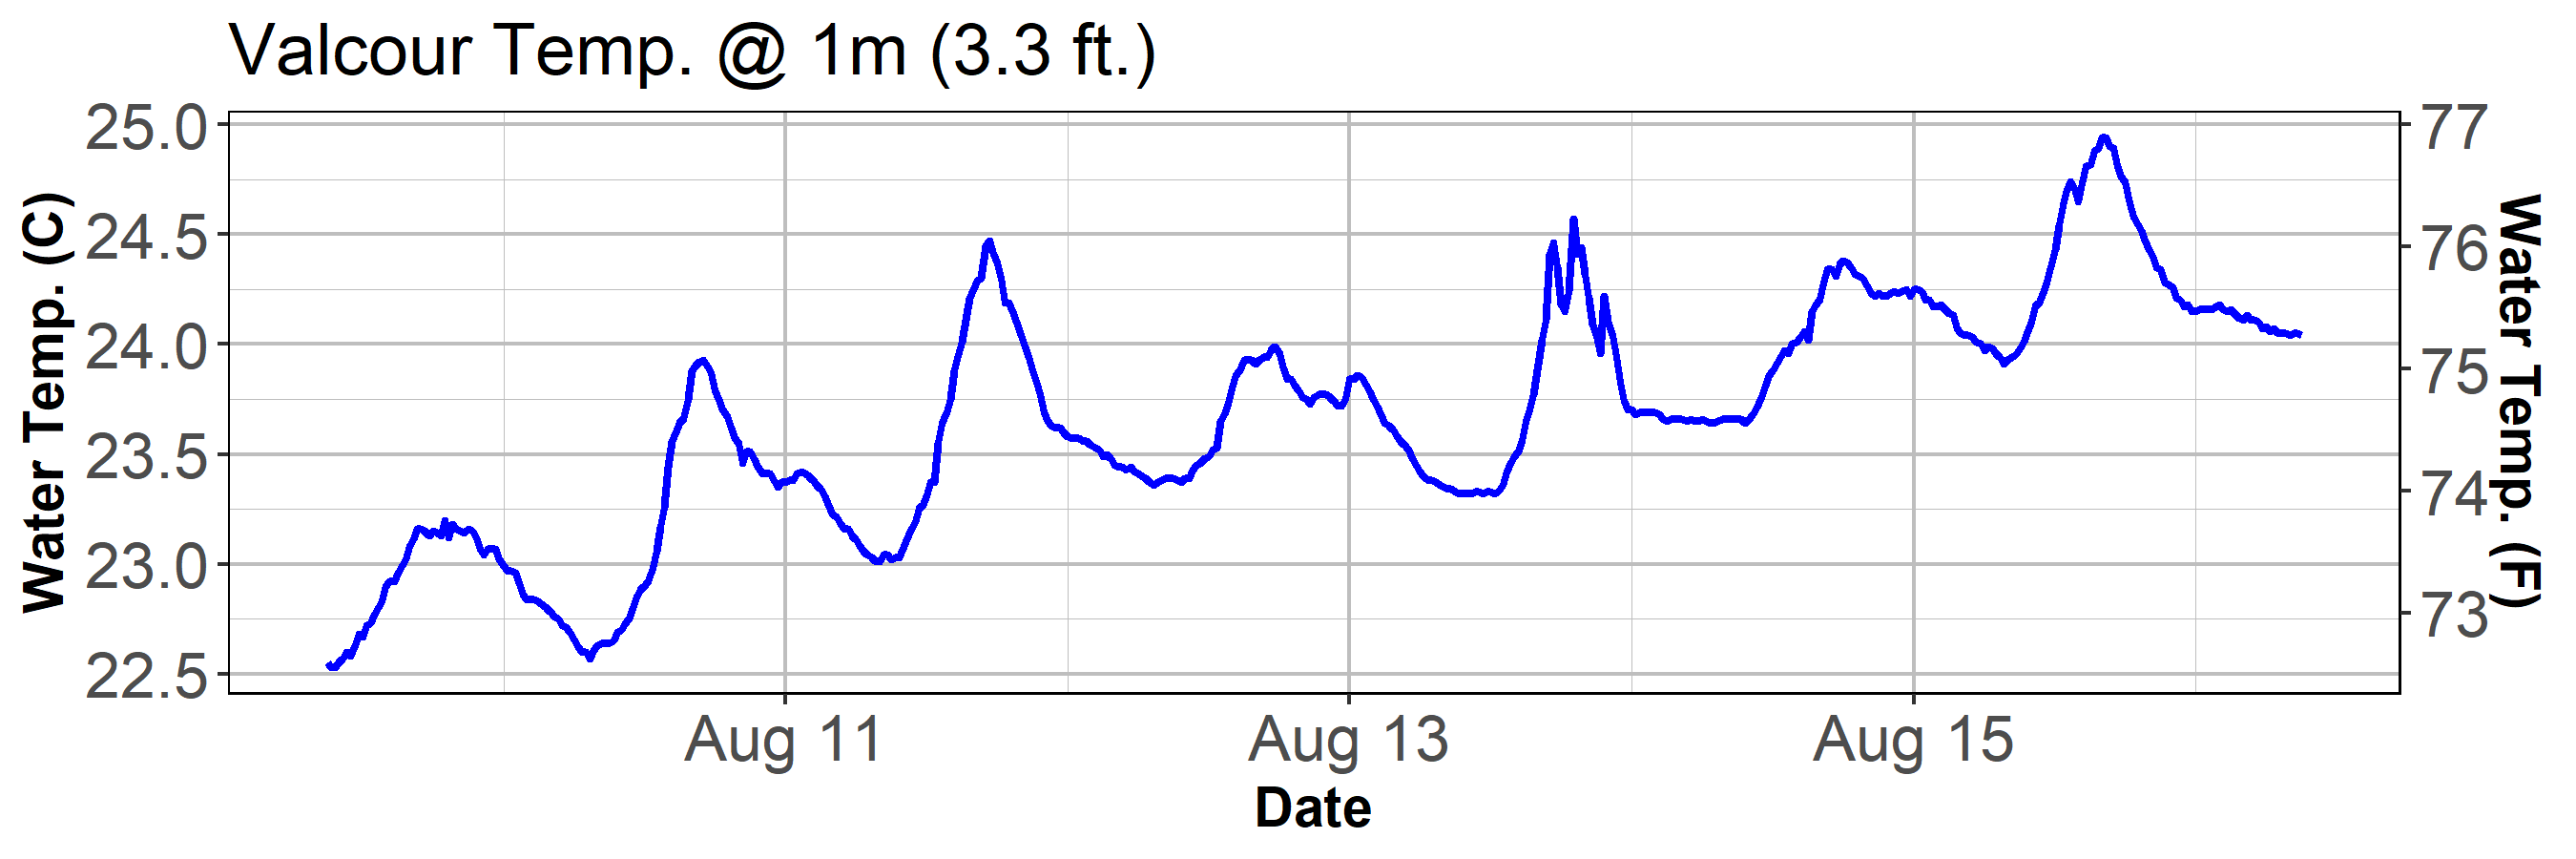 Valcour Temp. @ 1m (3.3 ft.)
Water Temp. (C)
25.0
24.5
24.0
23.5
23.0
22.5
77
76
75
74
73
Water Temp. (F)
Aug 11
Aug 13
Aug 15
Date